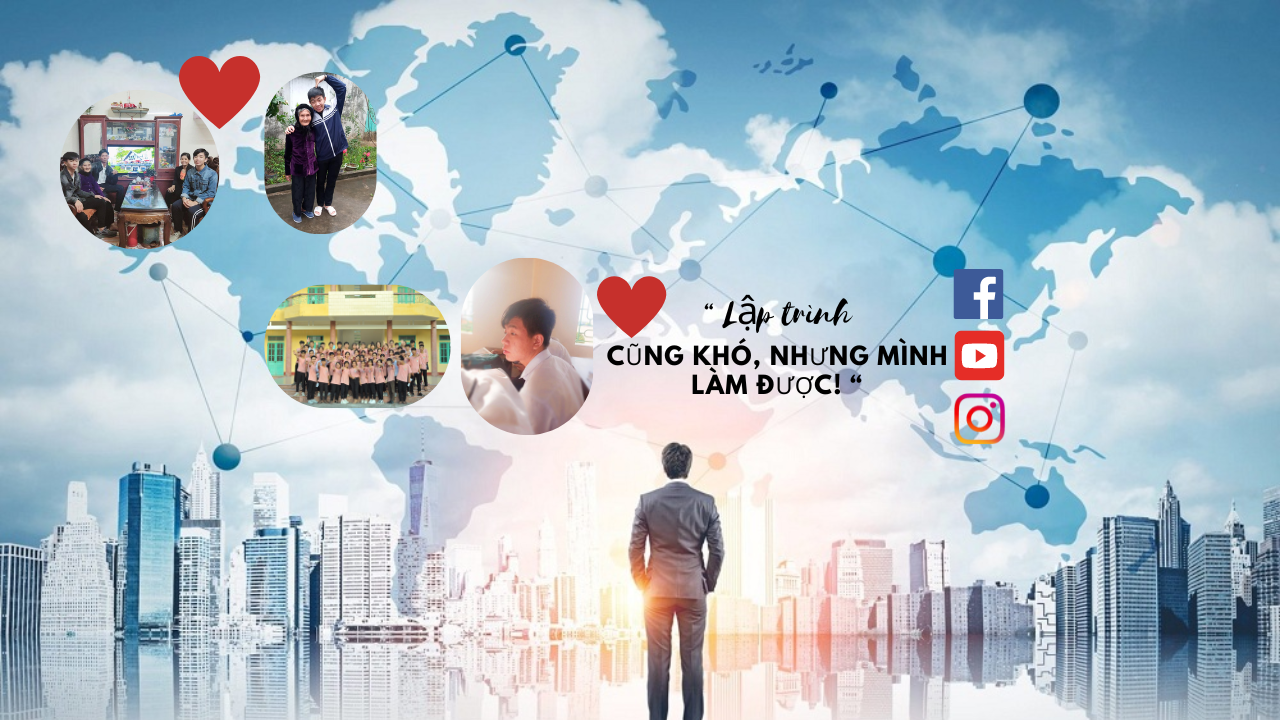 “ Lập trình
CŨNG KHÓ, NHƯNG MÌNH
LÀM ĐƯỢC! “